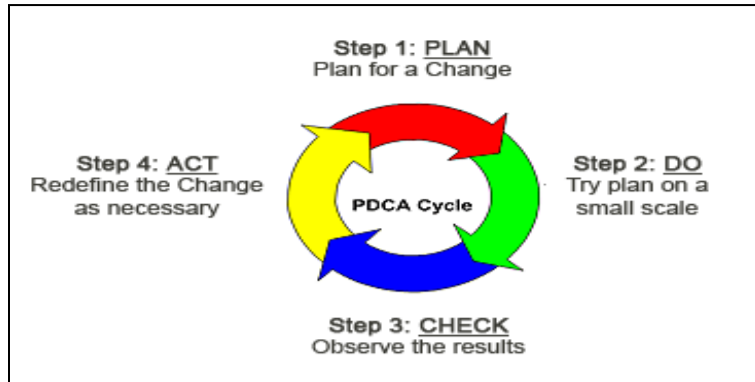 Step 1: PLAN
Plan for a Change
Step 2: DO
Try plan on a
small scale
Step 3: CHECK
Observe the results
Step 4: ACT
Redefine the Change
as necessary
PDCA Cycle